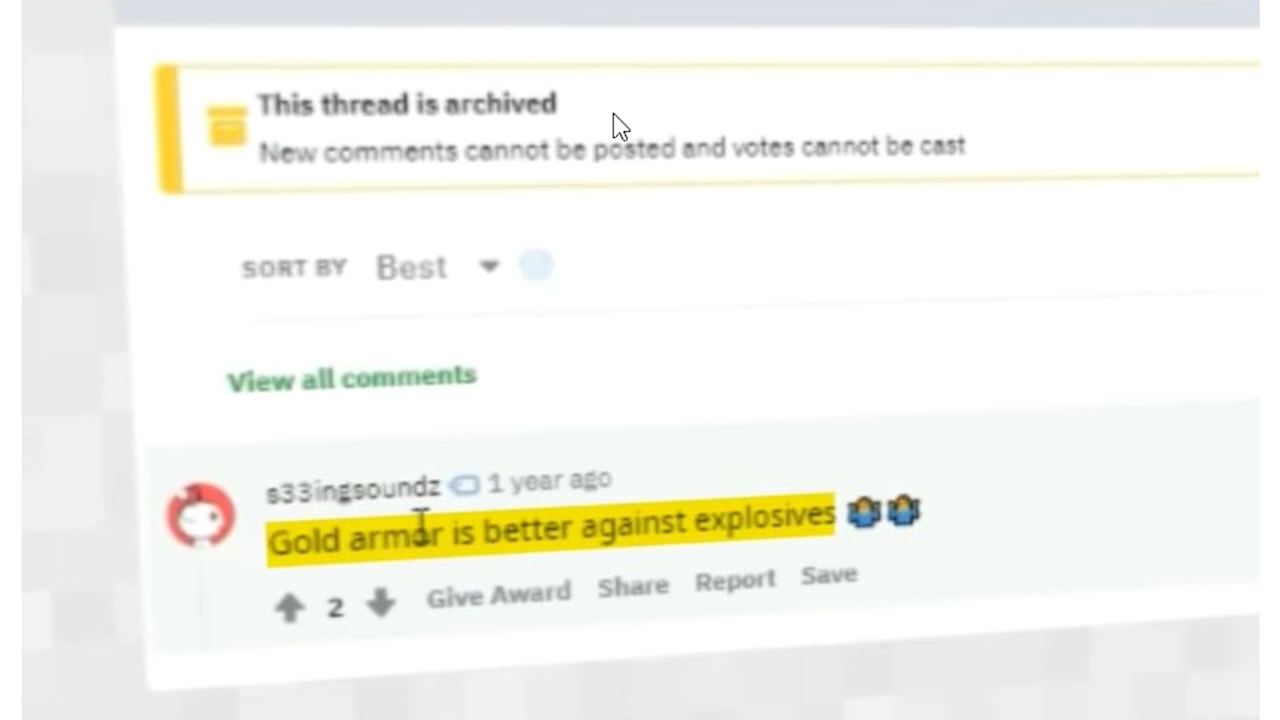 This thread is archived
New comments cannot be posted and votes cannot be cast
SORT BY Best
View all comments
s33ingsoundz 1 year ago
Gold armor is better against explosives 🤷‍♂️🤷‍♂️
2 Give Award Share Report Save